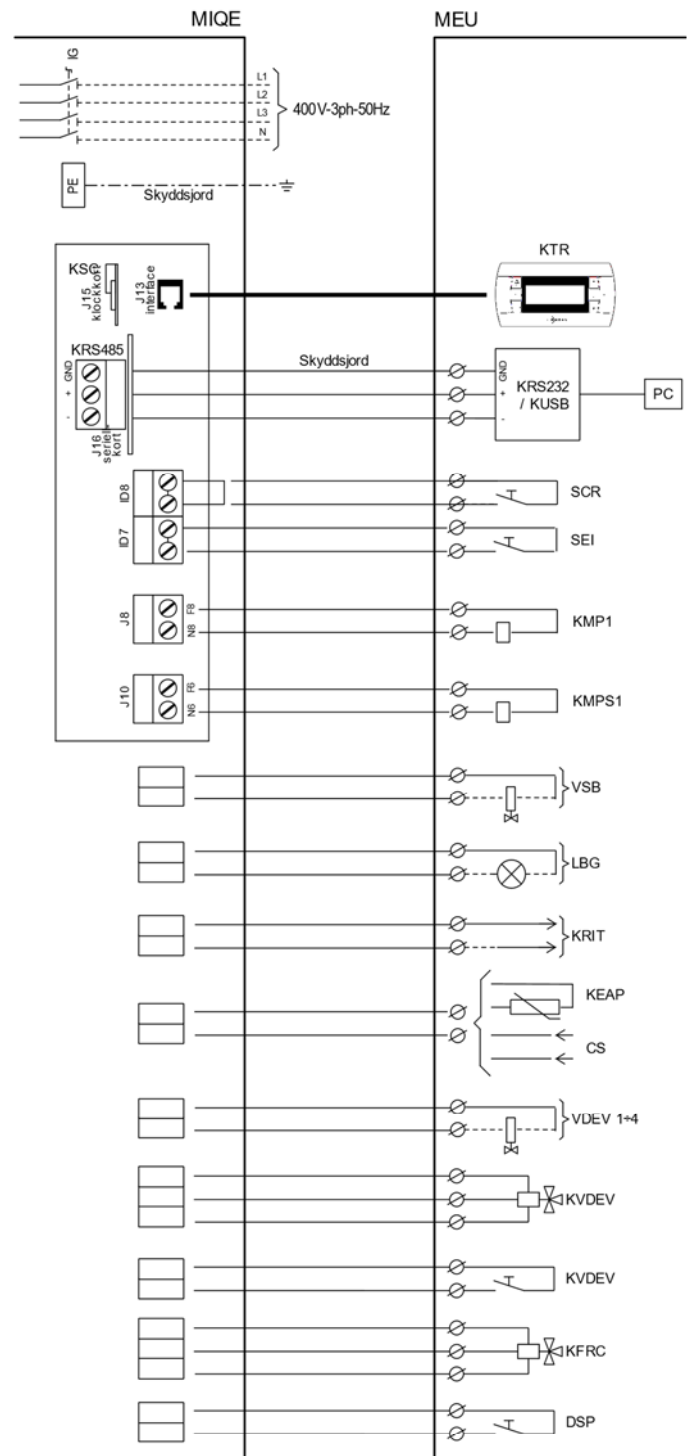 MIQE MEU
IG
L1
L2
L3
N
400V-3ph-50Hz
PE
Skyddsjord
KSC
J15
klockkort
J13
interface
KTR
KRS485
GND
+
-
J16
seriel-
kort
Skyddsjord
GND
+
-
KRS232
/ KUSB
PC
ID8
SCR
ID7
SEI
J8
F8
N8
KMP1
J10
F6
N6
KMPS1
VSB
LBG
KRIT
KEAP
CS
VDEV 1÷4
KVDEV
KVDEV
KFRC
DSP